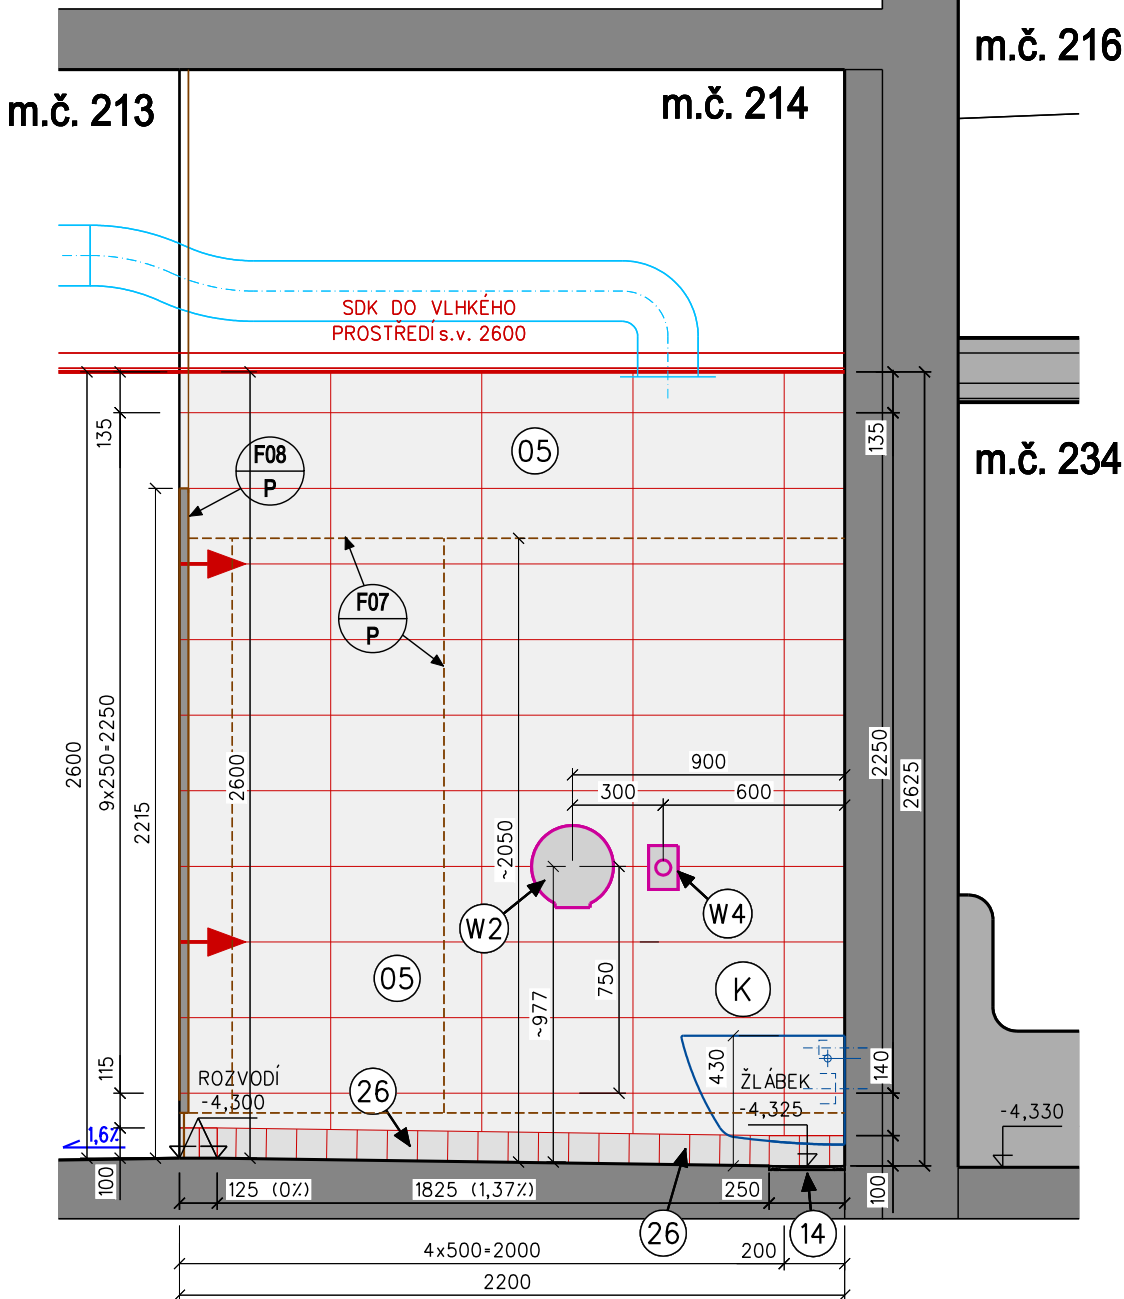 m.č. 216
m.č. 213
m.č. 214
SDK DO VLHKÉHO
PROSTŘEDÍ s.v. 2600
135
F08
P
05
135
m.č. 234
F07
P
2600
9x250=2250
2215
2600
~2050
900
300
600
2250
2625
W2
W4
05
~977
750
K
115
ROZVODÍ
-4,300
26
430
ŽLÁBEK
-4,325
140
-4,330
1,6%
100
125 (0%)
1825 (1,37%)
250
100
26
14
4x500=2000
200
2200